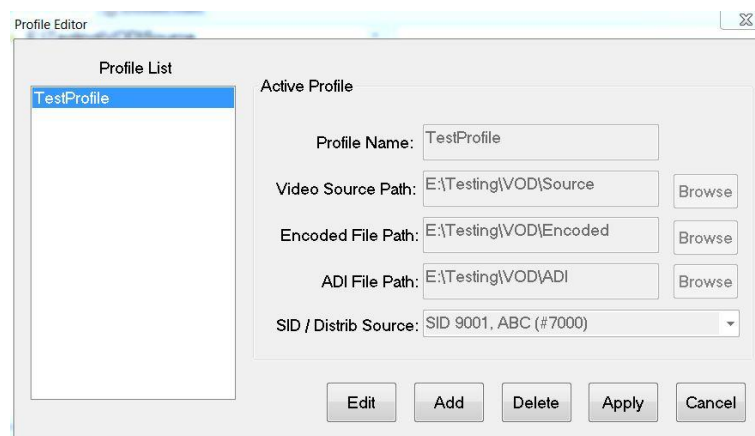 Profile Editor
Profile List
TestProfile
Active Profile
Profile Name: TestProfile
Video Source Path: E:\Testing\VOD\Source Browse
Encoded File Path: E:\Testing\VOD\Encoded Browse
ADI File Path: E:\Testing\VOD\ADI Browse
SID / Distrib Source: SID 9001, ABC (#7000)
Edit Add Delete Apply Cancel